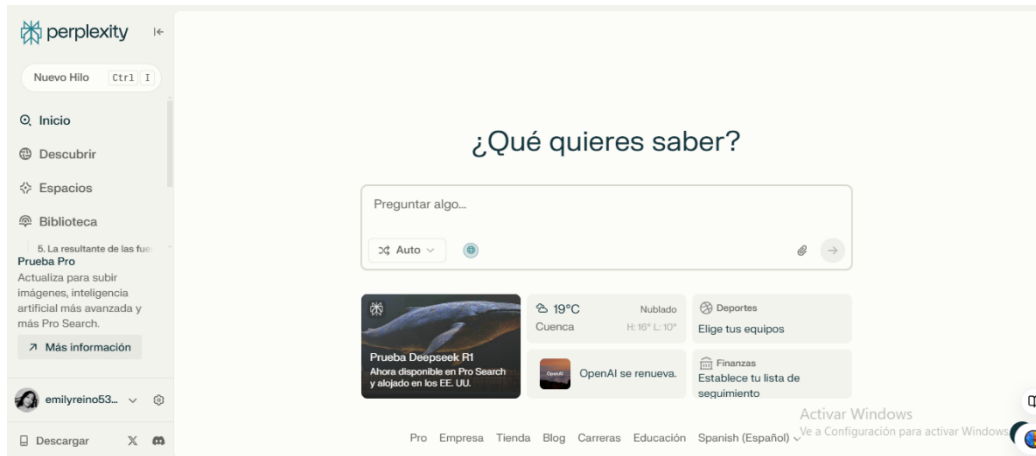 perplexity
Nuevo Hilo Ctrl I
Inicio
Descubrir
Espacios
Biblioteca
5. La resultante de las fue
Prueba Pro
Actualiza para subir
imágenes, inteligencia
artificial más avanzada y
más Pro Search.
Más información
emilyreino53...
Descargar
¿Qué quieres saber?
Preguntar algo...
Auto
Prueba Deepseek R1
Ahora disponible en Pro Search
y alojado en los EE. UU.
19°C Nublado
Cuenca H: 16° L: 10°
Deportes
Elige tus equipos
OpenAI
OpenAI se renueva.
Finanzas
Establece tu lista de
seguimiento
Activar Windows
Ve a Configuración para activar Windows
Pro Empresa Tienda Blog Carreras Educación Spanish (Español)